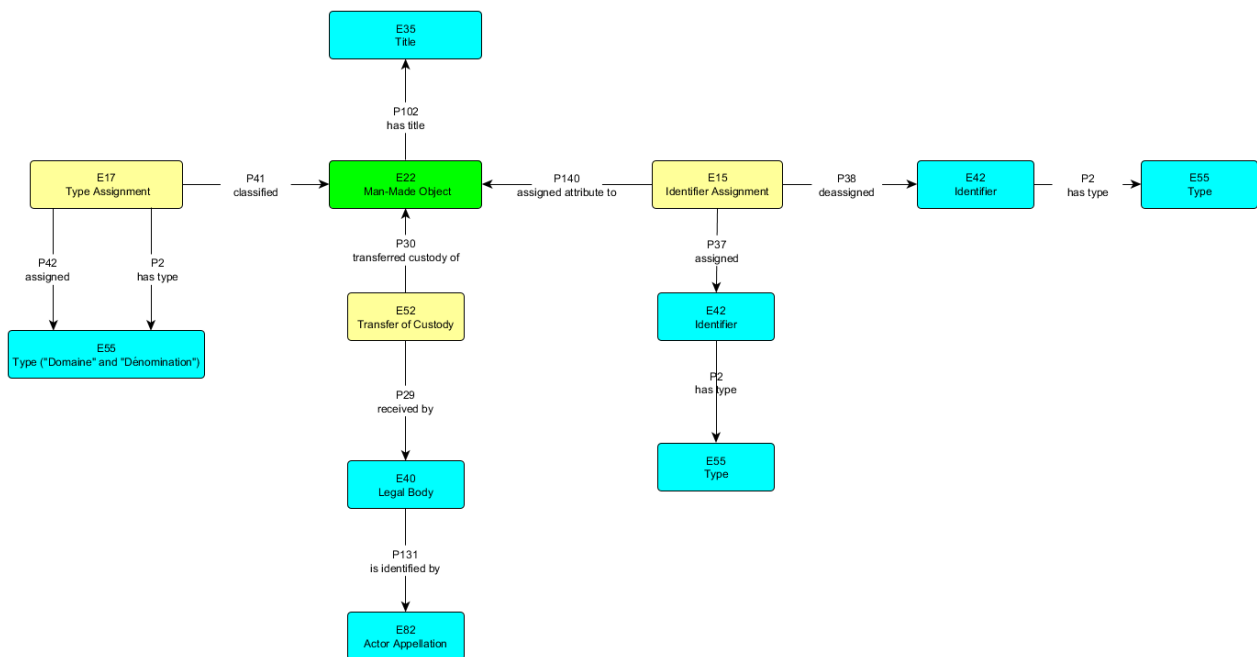 E35
Title
P102
has title
E17
Type Assignment
P41
classified
E22
Man-Made Object
P140
assigned attribute to
E15
Identifier Assignment
P38
deassigned
E42
Identifier
P2
has type
E55
Type
P42
assigned
P2
has type
P30
transferred custody of
P37
assigned
E55
Type ("Domaine" and "Dénomination")
E52
Transfer of Custody
E42
Identifier
P29
received by
P2
has type
E40
Legal Body
E55
Type
P131
is identified by
E82
Actor Appellation